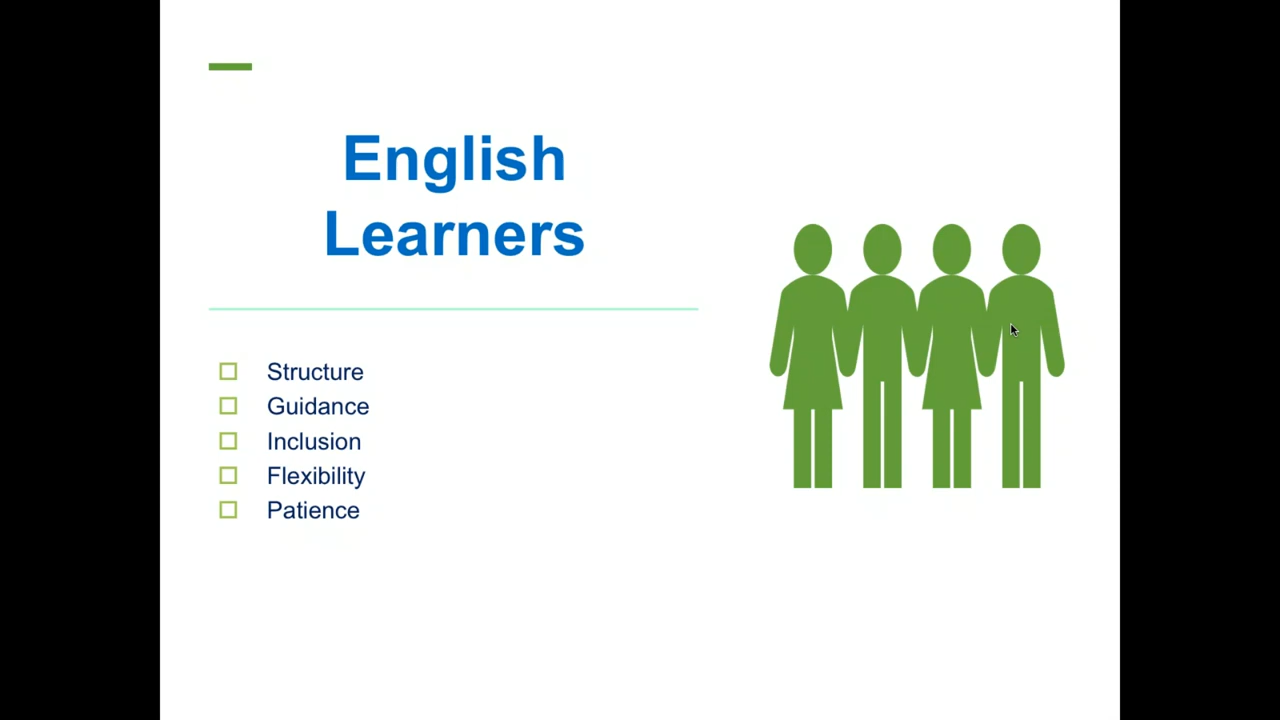 English
Learners
Structure
Guidance
Inclusion
Flexibility
Patience